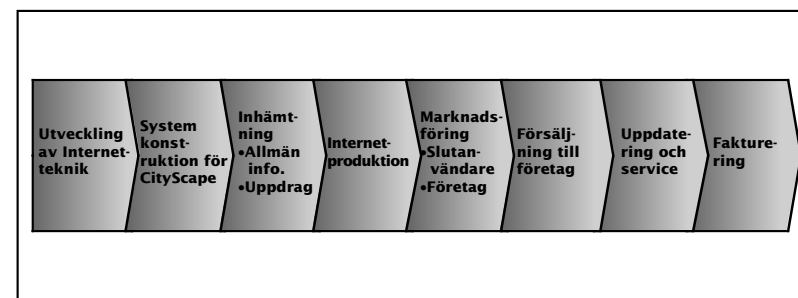 Utveckling
av Internet-
teknik
System
konst-
ruktion för
CityScape
Inhämt-
ning
•Allmän
info.
•Uppdrag
Internet-
produktion
Marknads-
föring
•Slutan-
vändare
•Företag
Försälj-
ning till
företag
Uppdate-
ring och
service
Fakture-
ring